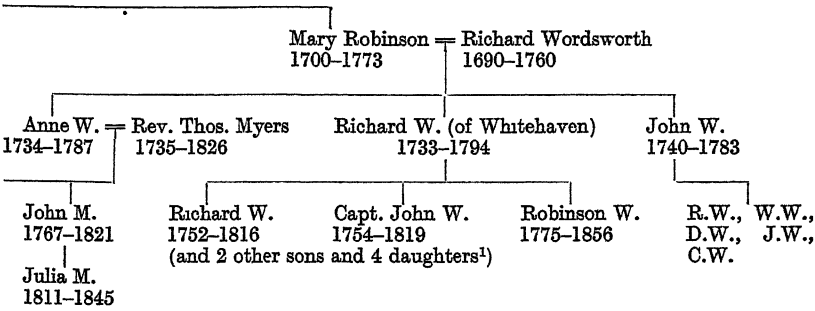 Mary Robinson = Richard Wordsworth
1700–1773 1690–1760
Anne W. = Rev. Thos. Myers Richard W. (of Whitehaven) John W.
1734–1787 1735–1826 1733–1794 1740–1783
John M. Richard W. Capt. John W. Robinson W. R.W., W.W.,
1767–1821 1752–1816 1754–1819 1775–1856 D.W., J.W.,
(and 2 other sons and 4 daughters¹) C.W.
Julia M.
1811–1845